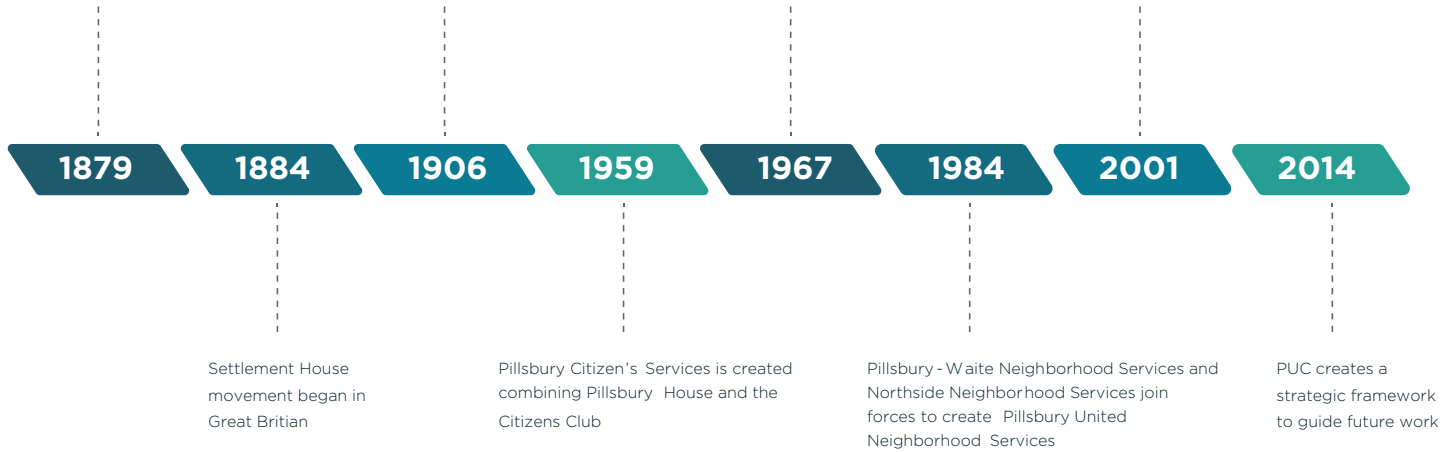 1879
1884
1906
1959
1967
1984
2001
2014
Settlement House
movement began in
Great Britian
Pillsbury Citizen’s Services is created
combining Pillsbury House and the
Citizens Club
Pillsbury-Waite Neighborhood Services and
Northside Neighborhood Services join
forces to create Pillsbury United
Neighborhood Services
PUC creates a
strategic framework
to guide future work